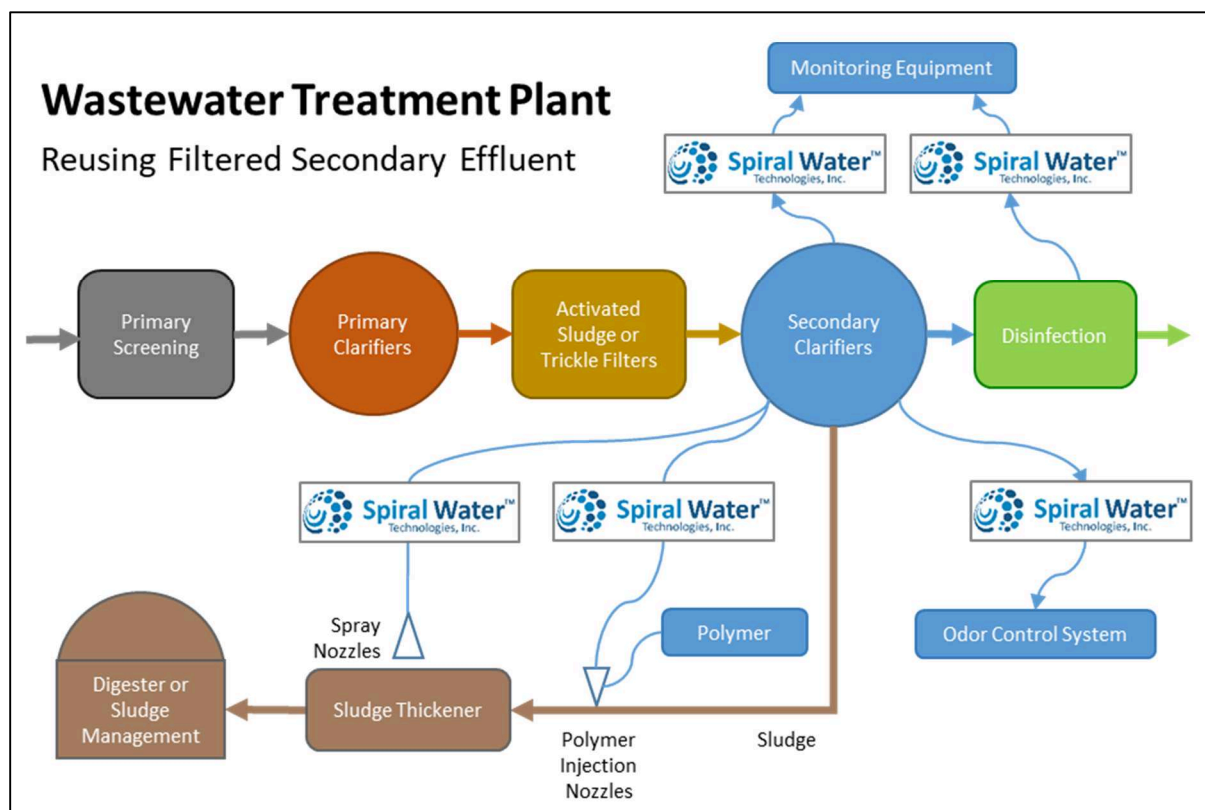 Wastewater Treatment Plant
Reusing Filtered Secondary Effluent
Monitoring Equipment
Spiral Water™
Technologies, Inc.
Spiral Water™
Technologies, Inc.
Primary
Screening
Primary
Clarifiers
Activated
Sludge or
Trickle Filters
Secondary
Clarifiers
Disinfection
Spiral Water™
Technologies, Inc.
Spiral Water™
Technologies, Inc.
Spiral Water™
Technologies, Inc.
Spray
Nozzles
Polymer
Odor Control System
Digester or
Sludge
Management
Sludge Thickener
Polymer
Injection
Nozzles
Sludge